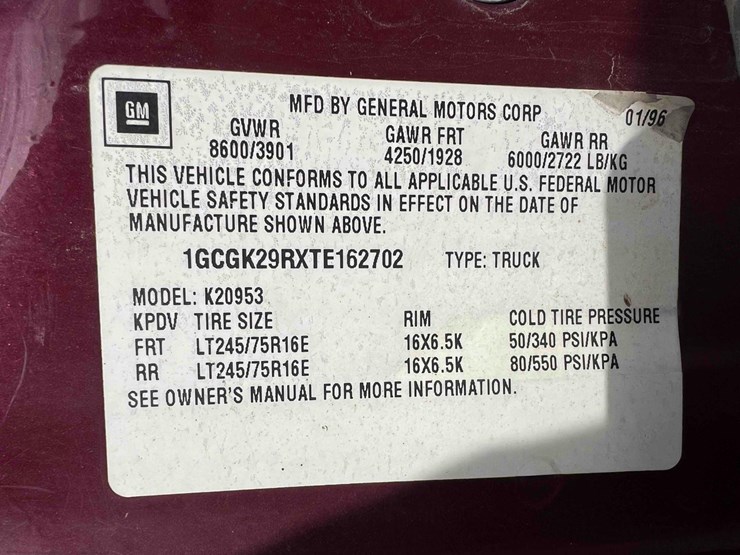 GM
MFD BY GENERAL MOTORS CORP 01/96
GVWR GAWR FRT GAWR RR
8600/3901 4250/1928 6000/2722 LB/KG
THIS VEHICLE CONFORMS TO ALL APPLICABLE U.S. FEDERAL MOTOR
VEHICLE SAFETY STANDARDS IN EFFECT ON THE DATE OF
MANUFACTURE SHOWN ABOVE.
1GCGK29RXTE162702 TYPE: TRUCK
MODEL: K20953
KPDV TIRE SIZE RIM COLD TIRE PRESSURE
FRT LT245/75R16E 16X6.5K 50/340 PSI/KPA
RR LT245/75R16E 16X6.5K 80/550 PSI/KPA
SEE OWNER'S MANUAL FOR MORE INFORMATION.